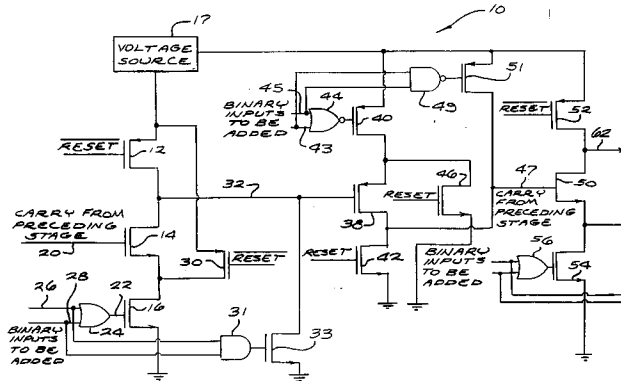 10
17
VOLTAGE
SOURCE
51
45
44
49
BINARY
INPUTS
TO BE
ADDED
43
40
RESET
52
62
RESET
12
32
46
47
50
RESET
CARRY
FROM
PRECEDING
STAGE
38
CARRY FROM
PRECEDING
STAGE
20
14
30
RESET
RESET
42
BINARY
INPUTS
TO BE
ADDED
56
54
26
28
22
24
16
31
33
BINARY
INPUTS
TO BE
ADDED